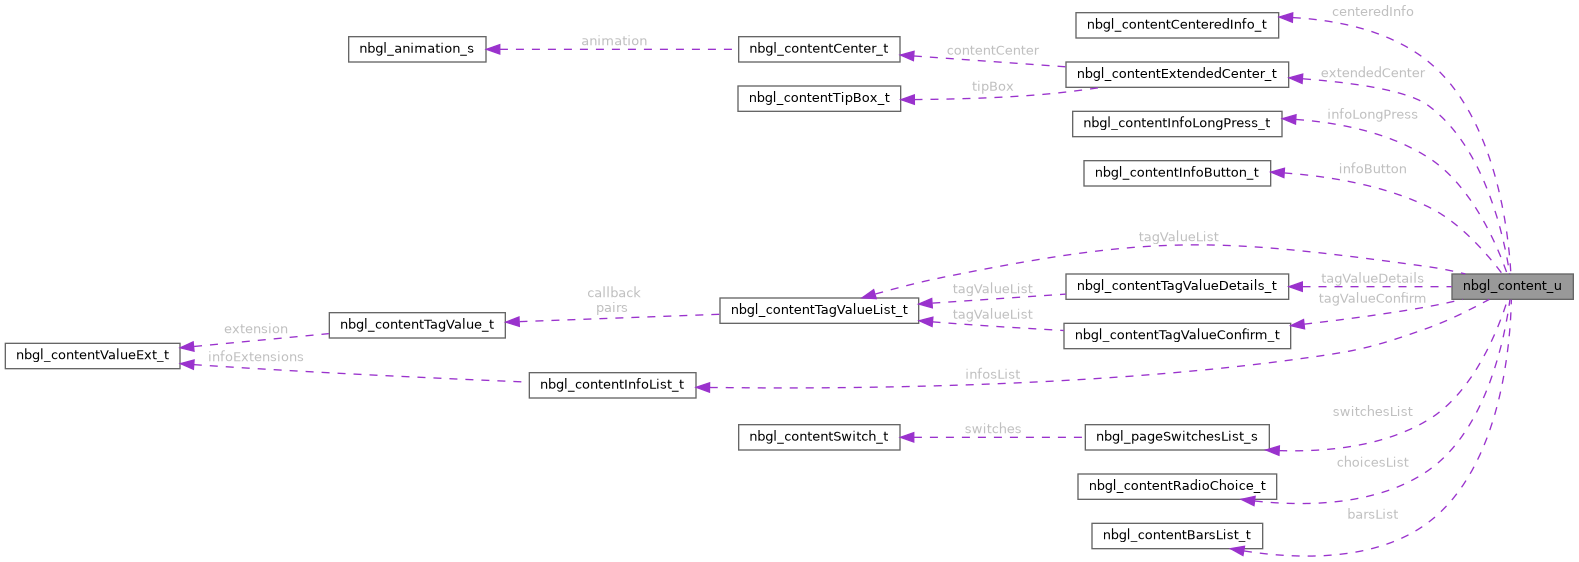 centeredInfo
nbgl_contentCenteredInfo_t
animation
nbgl_animation_s
nbgl_contentCenter_t
contentCenter
extendedCenter
nbgl_contentExtendedCenter_t
tipBox
nbgl_contentTipBox_t
infoLongPress
nbgl_contentInfoLongPress_t
infoButton
nbgl_contentInfoButton_t
tagValueList
tagValueDetails
nbgl_contentTagValueDetails_t
nbgl_content_u
tagValueList
callback
pairs
tagValueConfirm
nbgl_contentTagValueList_t
tagValueList
nbgl_contentTagValue_t
extension
nbgl_contentTagValueConfirm_t
nbgl_contentValueExt_t
infoExtensions
infosList
nbgl_contentInfoList_t
switchesList
switches
nbgl_contentSwitch_t
nbgl_pageSwitchesList_s
choicesList
nbgl_contentRadioChoice_t
barsList
nbgl_contentBarsList_t